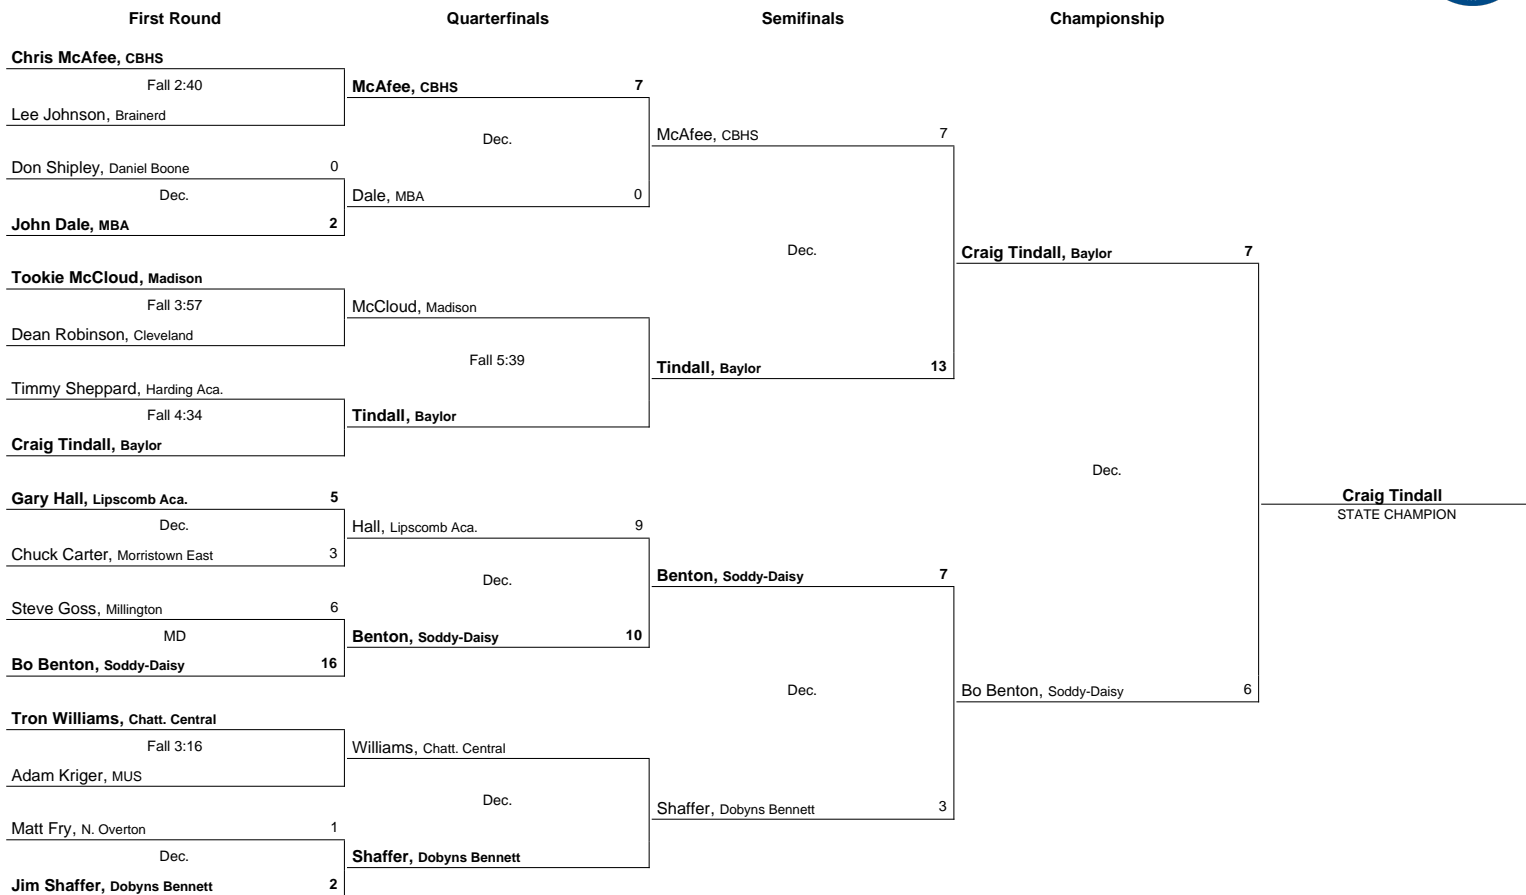 First Round Quarterfinals Semifinals Championship
Chris McAfee, CBHS
Fall 2:40
McAfee, CBHS 7
Lee Johnson, Brainerd
Dec.
McAfee, CBHS 7
Don Shipley, Daniel Boone 0
Dec.
Dale, MBA 0
John Dale, MBA 2
Dec.
Craig Tindall, Baylor 7
Tookie McCloud, Madison
Fall 3:57
McCloud, Madison
Dean Robinson, Cleveland
Fall 5:39
Tindall, Baylor 13
Timmy Sheppard, Harding Aca.
Fall 4:34
Tindall, Baylor
Craig Tindall, Baylor
Dec.
Craig Tindall
STATE CHAMPION
Gary Hall, Lipscomb Aca. 5
Dec.
Hall, Lipscomb Aca. 9
Chuck Carter, Morristown East 3
Dec.
Benton, Soddy-Daisy 7
Steve Goss, Millington 6
MD
Benton, Soddy-Daisy 10
Bo Benton, Soddy-Daisy 16
Dec.
Bo Benton, Soddy-Daisy 6
Tron Williams, Chatt. Central
Fall 3:16
Williams, Chatt. Central
Adam Kriger, MUS
Dec.
Shaffer, Dobyns Bennett 3
Matt Fry, N. Overton 1
Dec.
Shaffer, Dobyns Bennett
Jim Shaffer, Dobyns Bennett 2